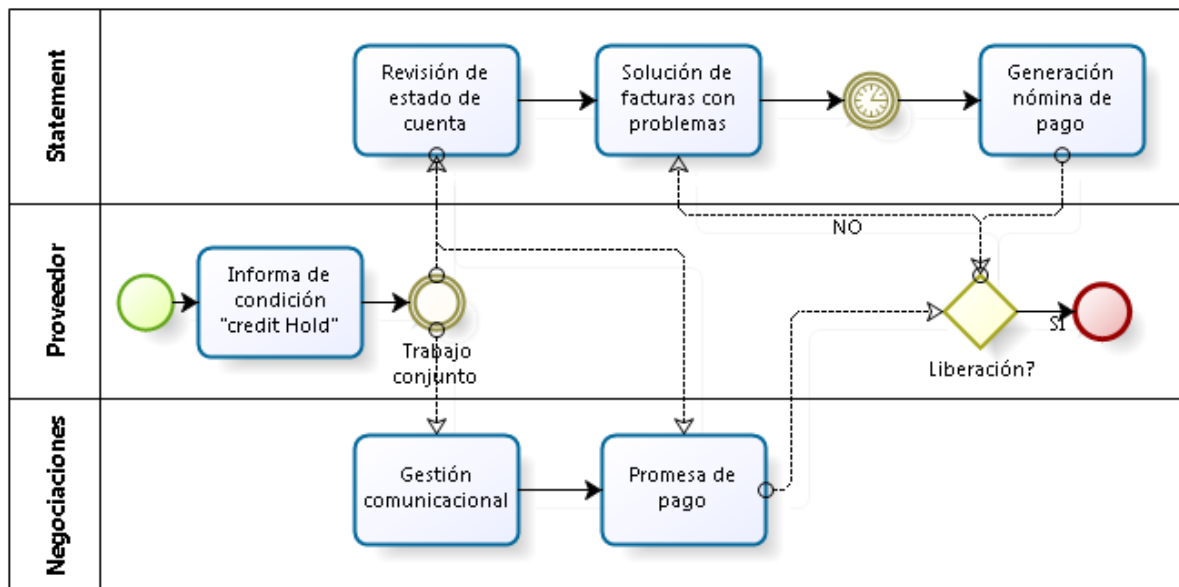 Statement
Revisión de
estado de
cuenta
Solución de
facturas con
problemas
Generación
nómina de
pago
Proveedor
Informa de
condición
"credit Hold"
Trabajo
conjunto
NO
Liberación?
SI
Negociaciones
Gestión
comunicacional
Promesa de
pago